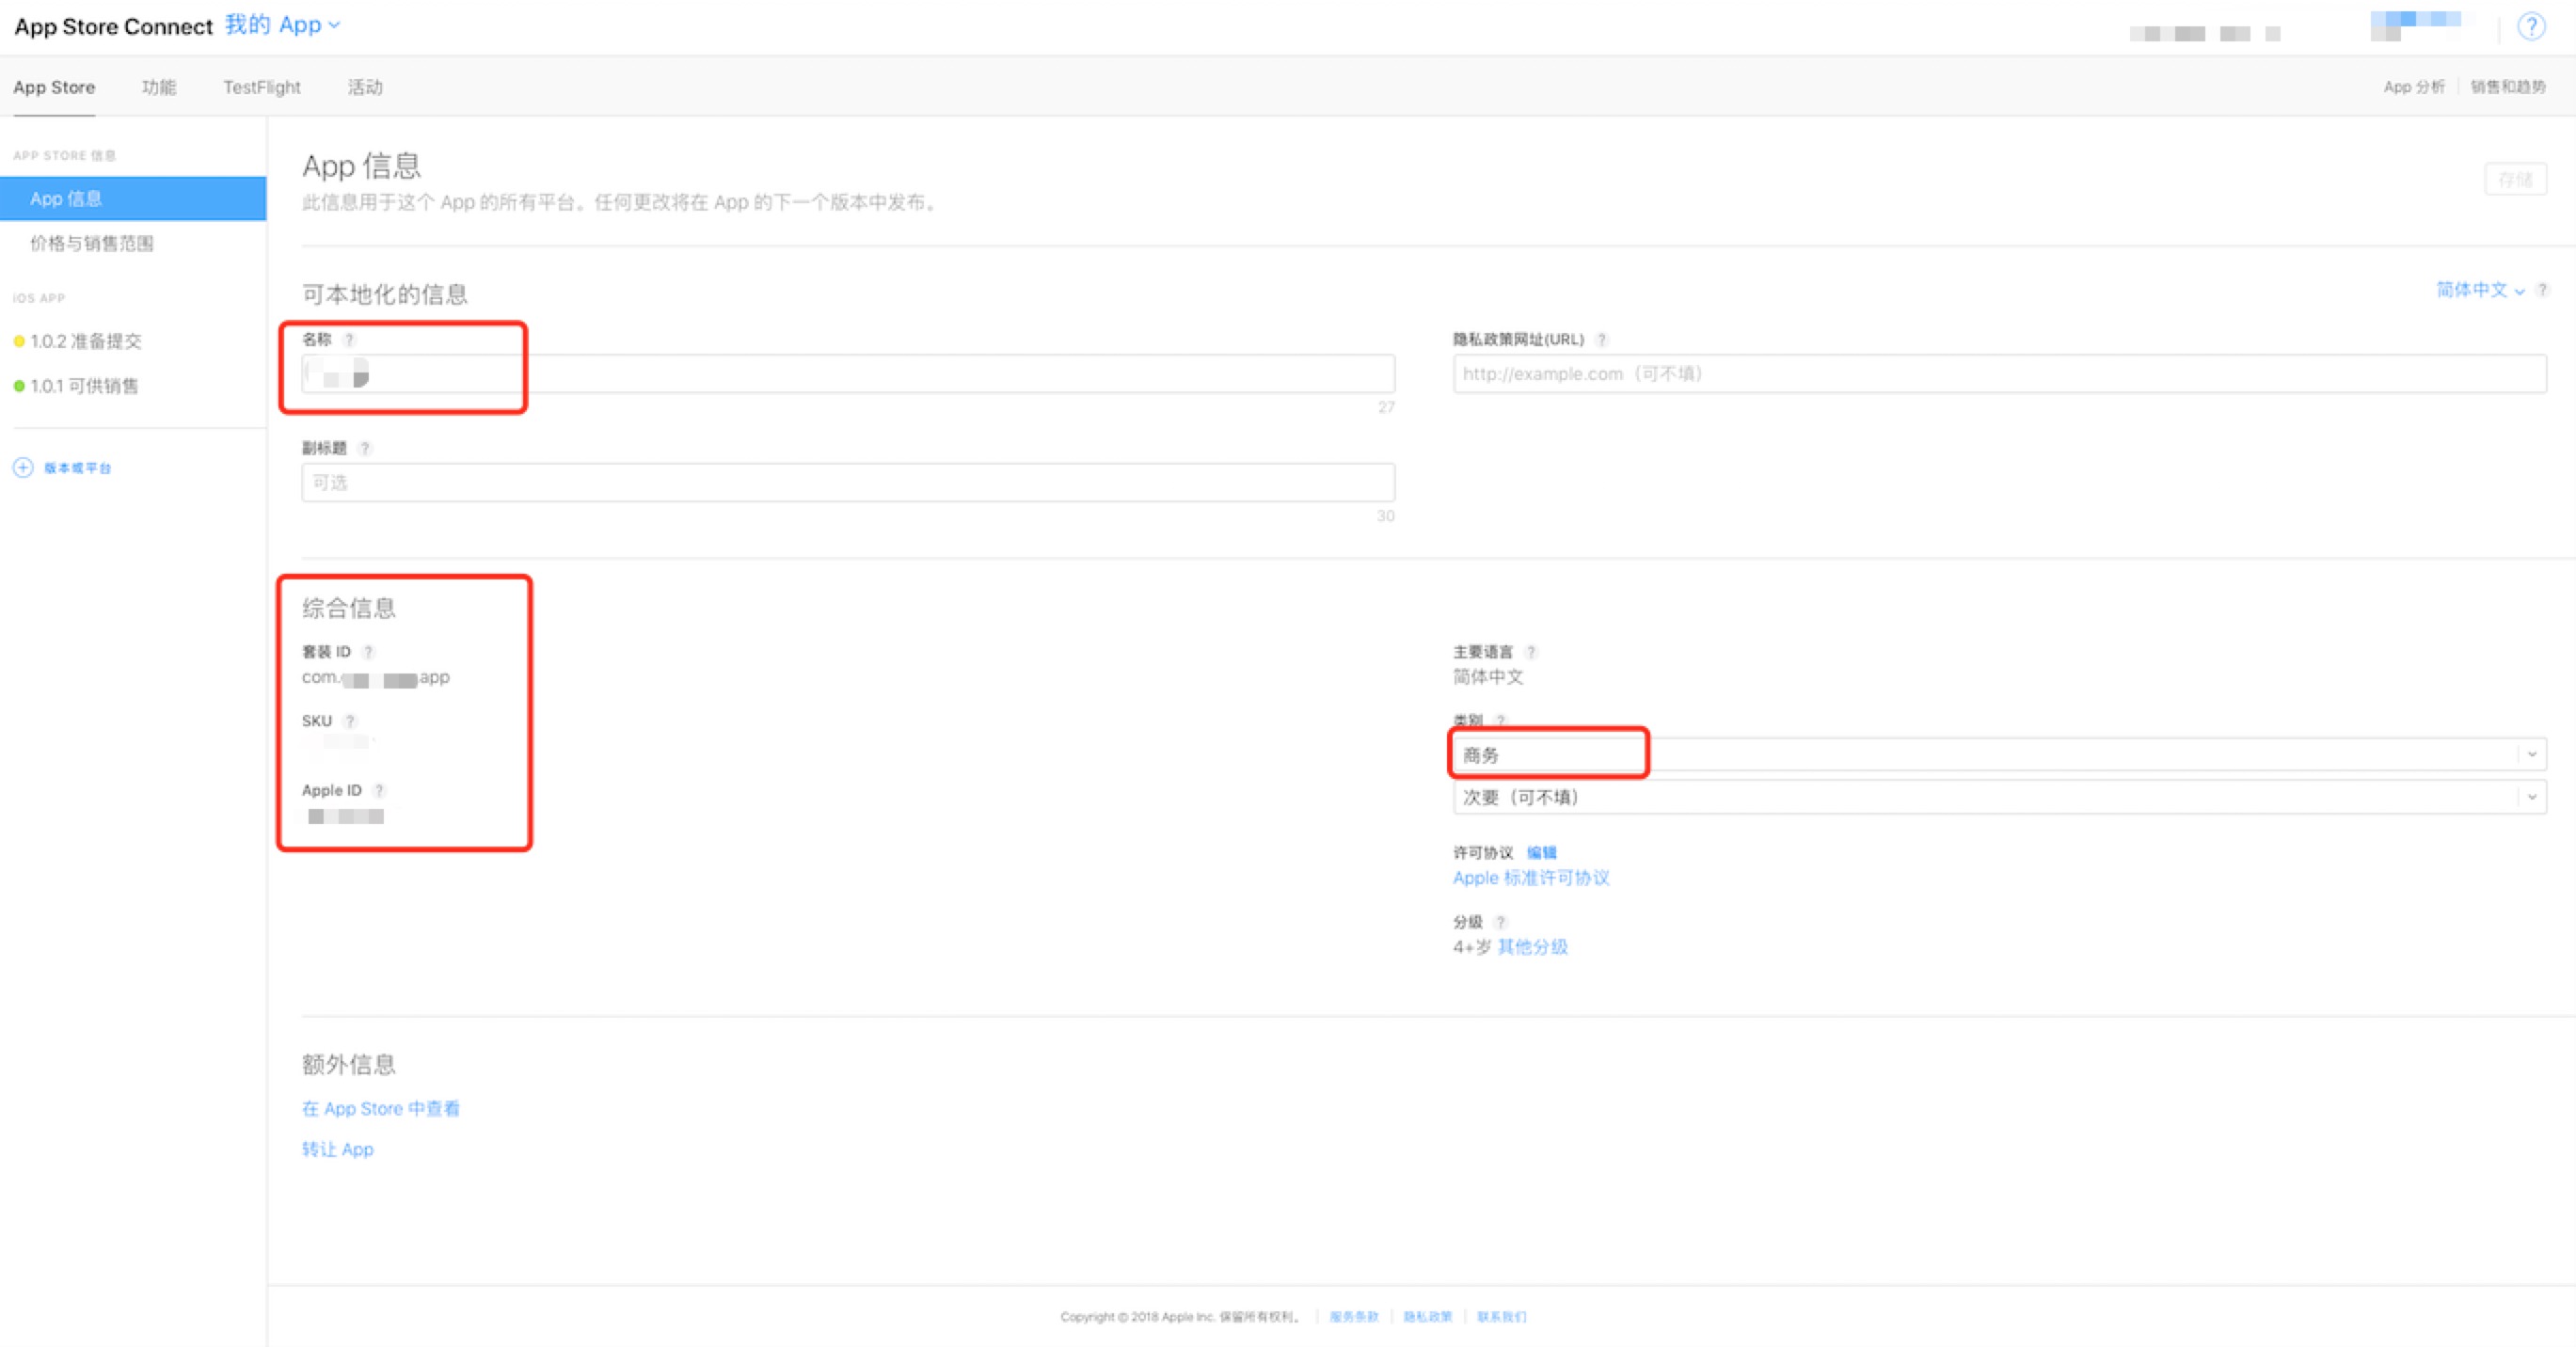 App Store Connect 我的 App
App Store 功能 TestFlight 活动 App 分析 销售和趋势
APP STORE 信息
App 信息
价格与销售范围
iOS APP
1.0.2 准备提交
1.0.1 可供销售
版本或平台
App 信息
此信息用于这个 App 的所有平台。任何更改将在 App 的下一个版本中发布。
存储
可本地化的信息
简体中文 ?
名称 ?
27
隐私政策网址(URL) ?
http://example.com（可不填）
副标题 ?
可选
30
综合信息
套装 ID ?
com. app
SKU ?
Apple ID ?
主要语言 ?
简体中文
类别 ?
商务
次要（可不填）
许可协议 编辑
Apple 标准许可协议
分级 ?
4+岁 其他分级
额外信息
在 App Store 中查看
转让 App
Copyright © 2018 Apple Inc. 保留所有权利。 服务条款 隐私政策 联系我们